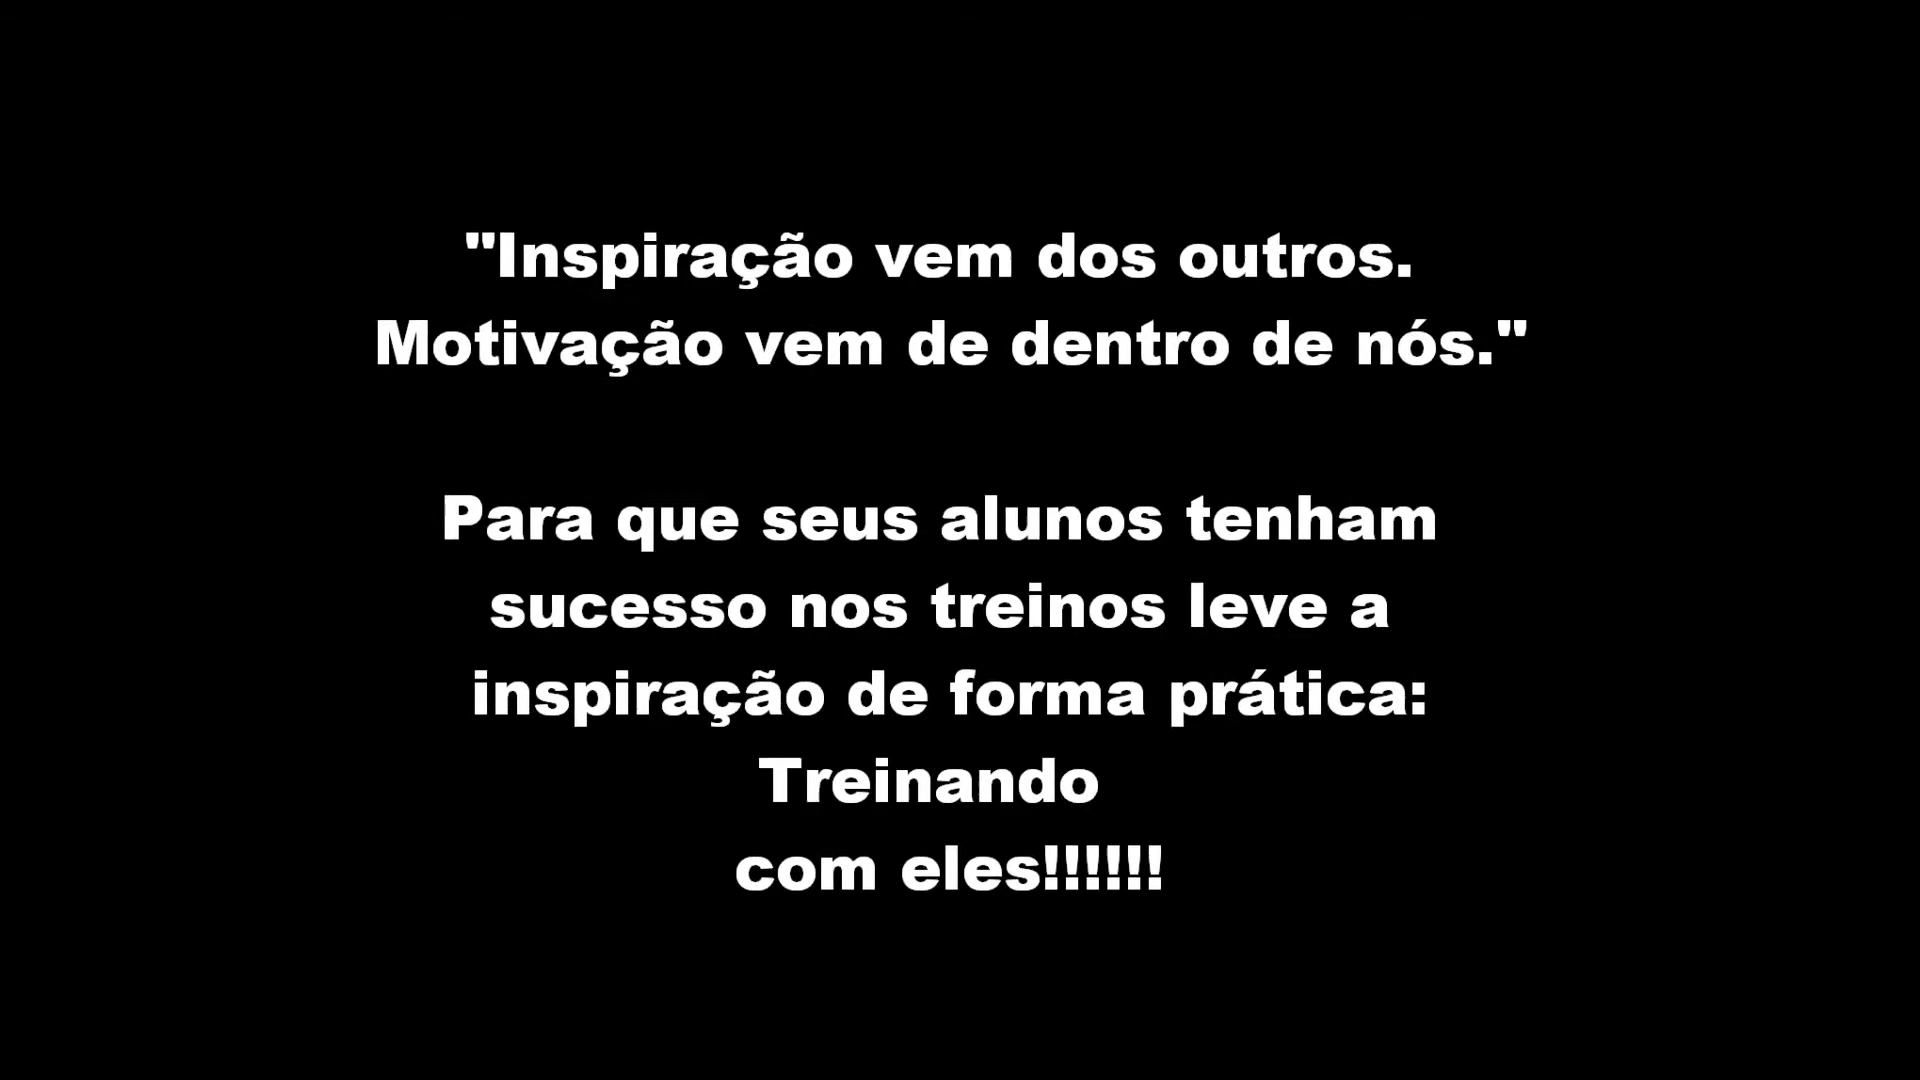 "Inspiração vem dos outros.
Motivação vem de dentro de nós."
Para que seus alunos tenham
sucesso nos treinos leve a
inspiração de forma prática:
Treinando
com eles!!!!!!